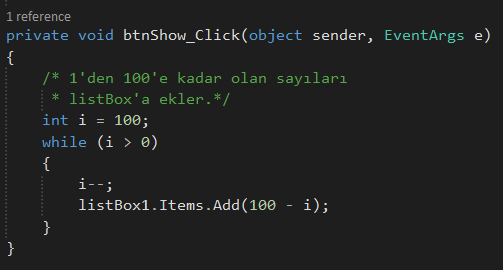 1 reference
private void btnShow_Click(object sender, EventArgs e)
{
/* 1'den 100'e kadar olan sayıları
* listBox'a ekler.*/
int i = 100;
while (i > 0)
{
i--;
listBox1.Items.Add(100 - i);
}
}